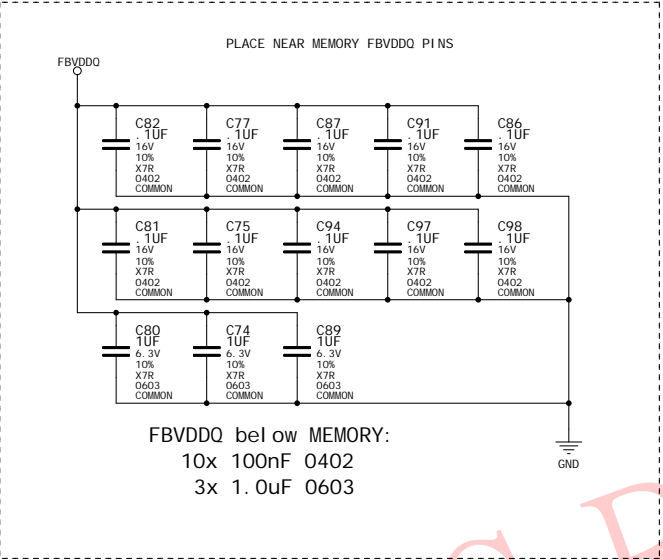 PLACE NEAR MEMORY FBVDDQ PINS
FBVDDQ
C82 C77 C87 C91 C86
.1UF .1UF .1UF .1UF .1UF
16V 16V 16V 16V 16V
10% 10% 10% 10% 10%
X7R X7R X7R X7R X7R
0402 0402 0402 0402 0402
COMMON COMMON COMMON COMMON COMMON
C81 C75 C94 C97 C98
.1UF .1UF .1UF .1UF .1UF
16V 16V 16V 16V 16V
10% 10% 10% 10% 10%
X7R X7R X7R X7R X7R
0402 0402 0402 0402 0402
COMMON COMMON COMMON COMMON COMMON
C80 C74 C89
1UF 1UF 1UF
6.3V 6.3V 6.3V
10% 10% 10%
X7R X7R X7R
0603 0603 0603
COMMON COMMON COMMON
FBVDDQ below MEMORY:
10x 100nF 0402
3x 1.0uF 0603
GND